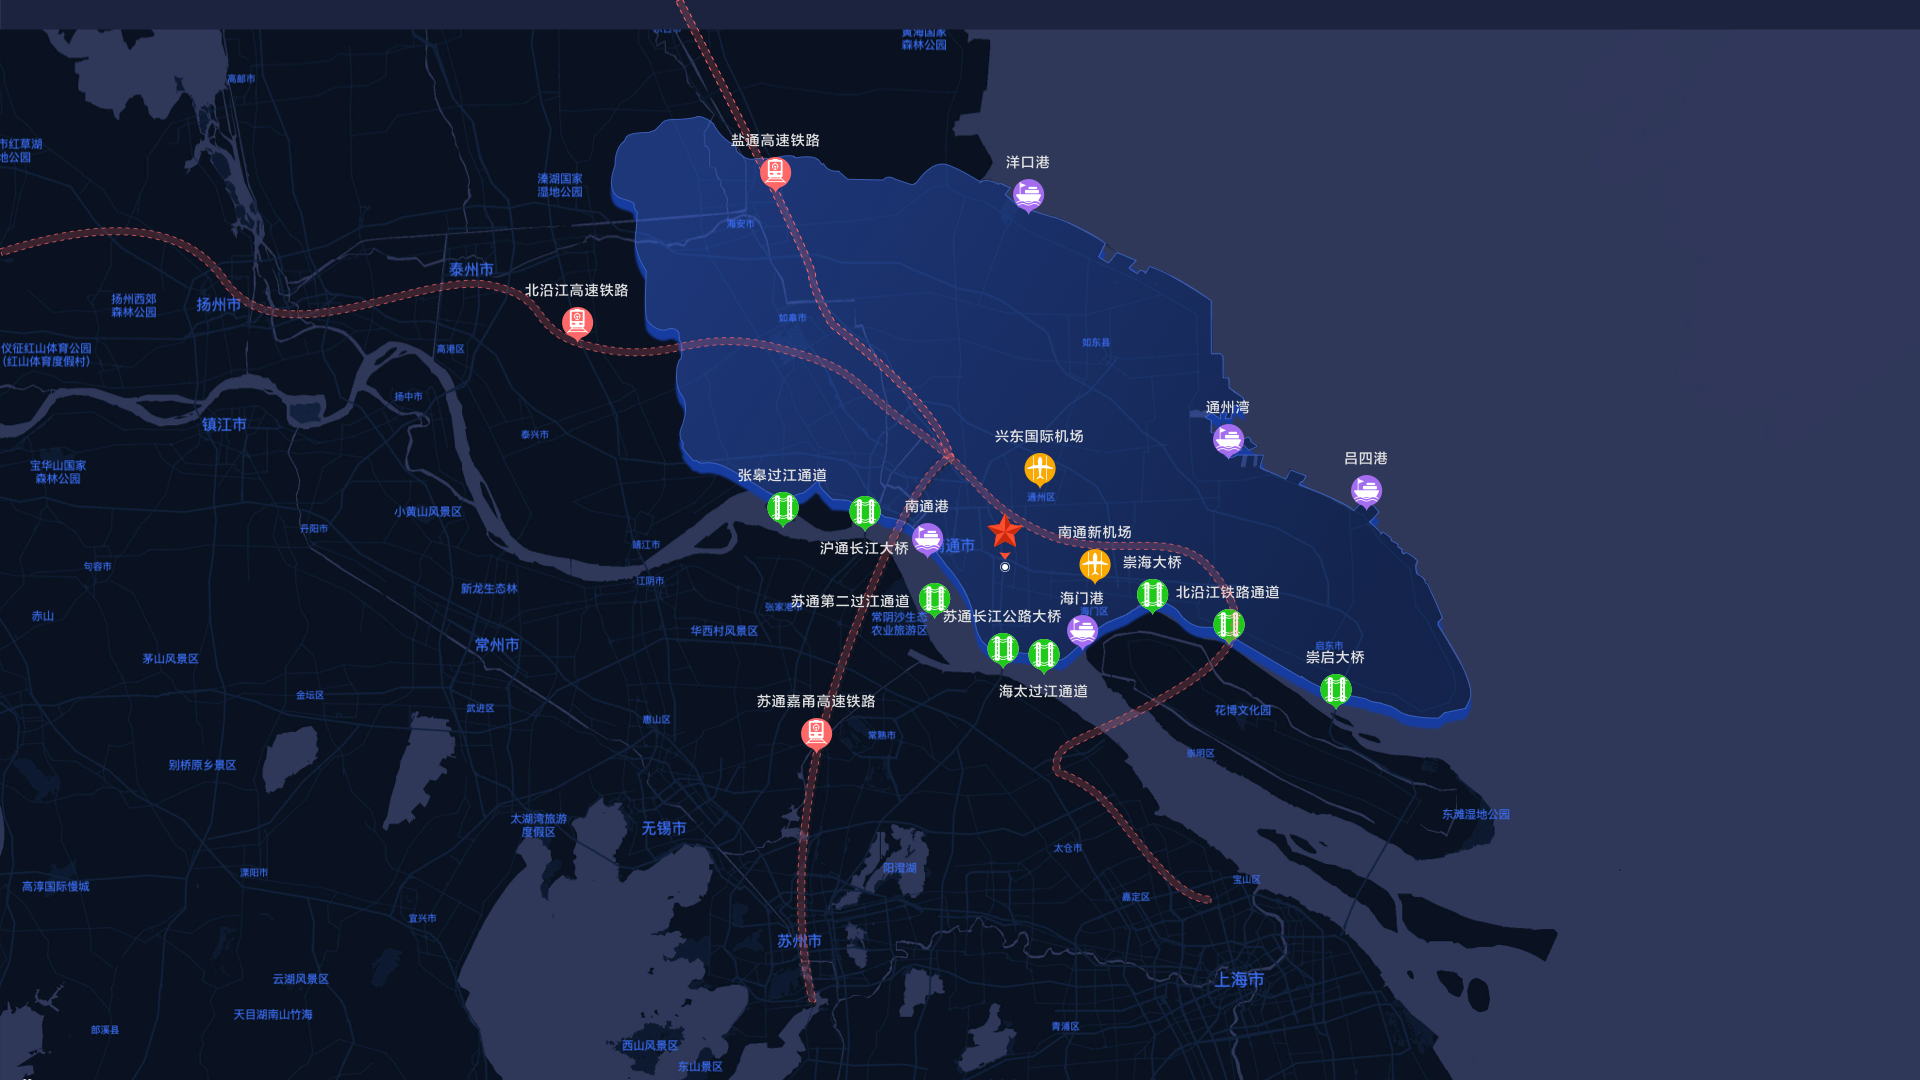 黄海国家
森林公园
高邮市
盐通高速铁路
市红草湖
地公园
洋口港
溱湖国家
湿地公园
海安市
泰州市
北沿江高速铁路
扬州西郊
森林公园
扬州市
如皋市
如东县
仪征红山体育公园
(红山体育度假村)
高港区
扬中市
通州湾
镇江市
泰兴市
兴东国际机场
吕四港
宝华山国家
森林公园
张皋过江通道
通州区
小黄山风景区
南通港
丹阳市
南通新机场
靖江市
沪通长江大桥
通市
句容市
崇海大桥
江阴市
新龙生态林
北沿江铁路通道
海门港
张家港
苏通第二过江通道
海门区
赤山
常阴沙生态
农业旅游区
苏通长江公路大桥
华西村风景区
常州市
启东市
崇启大桥
茅山风景区
海太过江通道
金坛区
苏通嘉甬高速铁路
武进区
花博文化园
惠山区
常熟市
崇明区
别桥原乡景区
东滩湿地公园
太湖湾旅游
度假区
无锡市
太仓市
阳澄湖
溧阳市
宝山区
高淳国际慢城
嘉定区
宜兴市
苏州市
云湖风景区
上海市
天目湖南山竹海
郎溪县
青浦区
西山风景区
东山景区